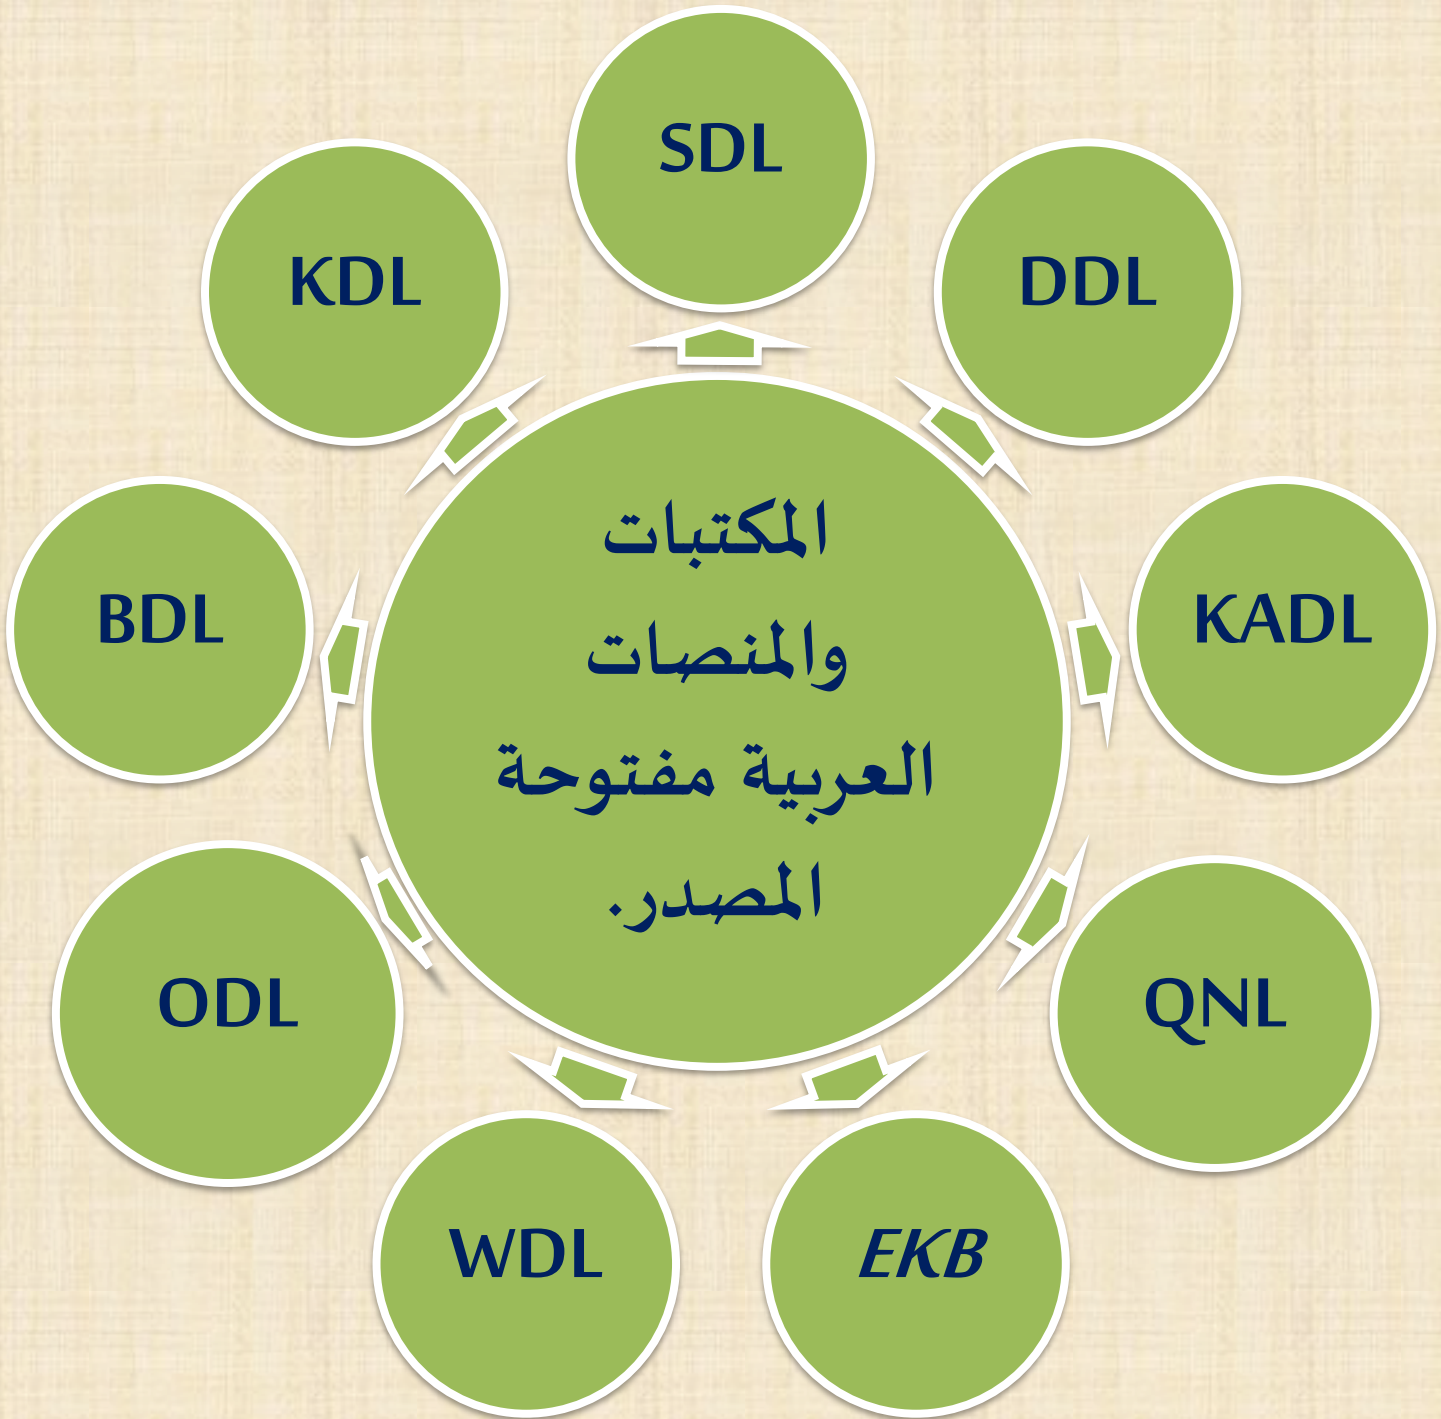 SDL
KDL
DDL
المكتبات
والمنصات
العربية مفتوحة
المصدر.
BDL
KADL
ODL
QNL
WDL
EKB